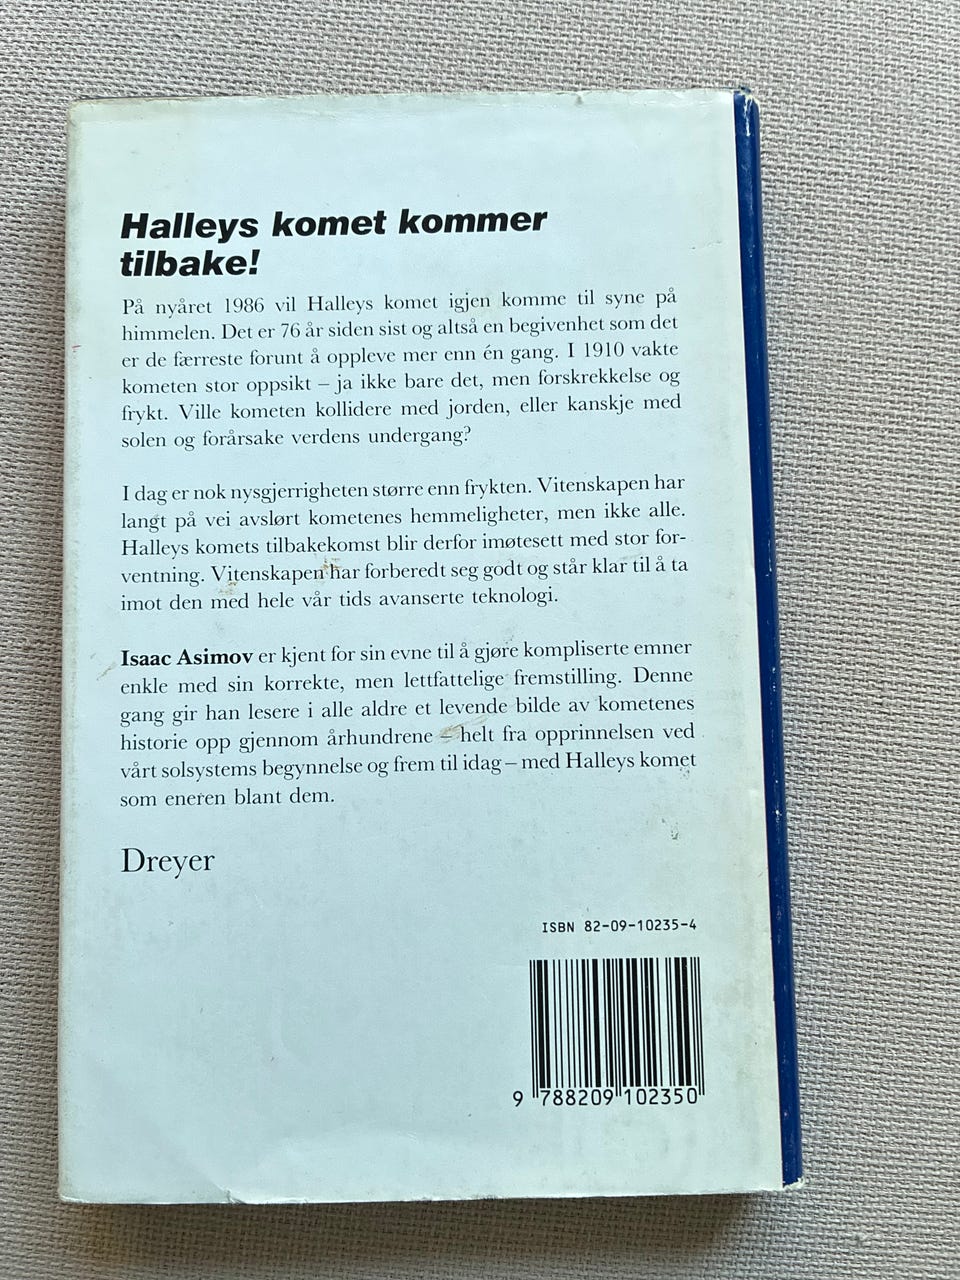 Halleys komet kommer
tilbake!
På nyåret 1986 vil Halleys komet igjen komme til syne på
himmelen. Det er 76 år siden sist og altså en begivenhet som det
er de færreste forunt å oppleve mer enn én gang. I 1910 vakte
kometen stor oppsikt – ja ikke bare det, men forskrekkelse og
frykt. Ville kometen kollidere med jorden, eller kanskje med
solen og forårsake verdens undergang?
I dag er nok nysgjerrigheten større enn frykten. Vitenskapen har
langt på vei avslørt kometenes hemmeligheter, men ikke alle.
Halleys komets tilbakekomst blir derfor imøtesett med stor for-
ventning. Vitenskapen har forberedt seg godt og står klar til å ta
imot den med hele vår tids avanserte teknologi.
Isaac Asimov er kjent for sin evne til å gjøre kompliserte emner
enkle med sin korrekte, men lettfattelige fremstilling. Denne
gang gir han lesere i alle aldre et levende bilde av kometenes
historie opp gjennom århundrene – helt fra opprinnelsen ved
vårt solsystems begynnelse og frem til idag – med Halleys komet
som eneren blant dem.
Dreyer
ISBN 82-09-10235-4
9 788209 102350